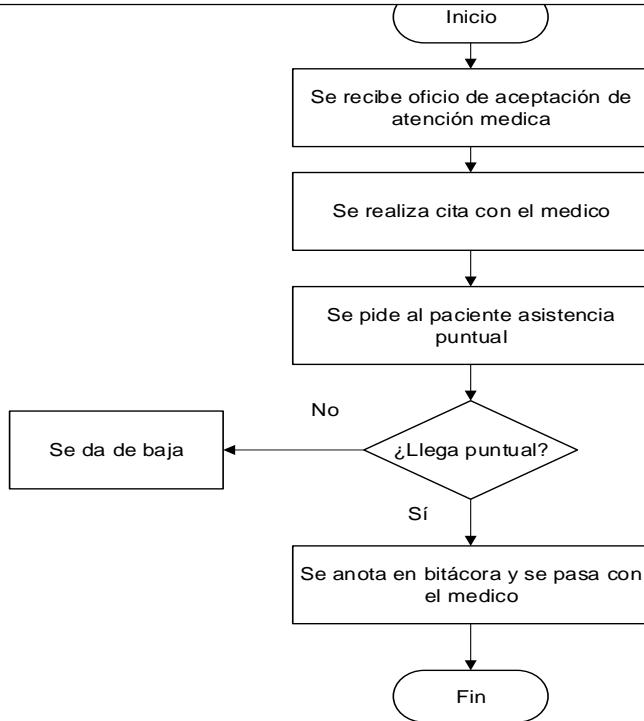 Inicio
Se recibe oficio de aceptación de
atención medica
Se realiza cita con el medico
Se pide al paciente asistencia
puntual
No
Se da de baja
¿Llega puntual?
Sí
Se anota en bitácora y se pasa con
el medico
Fin